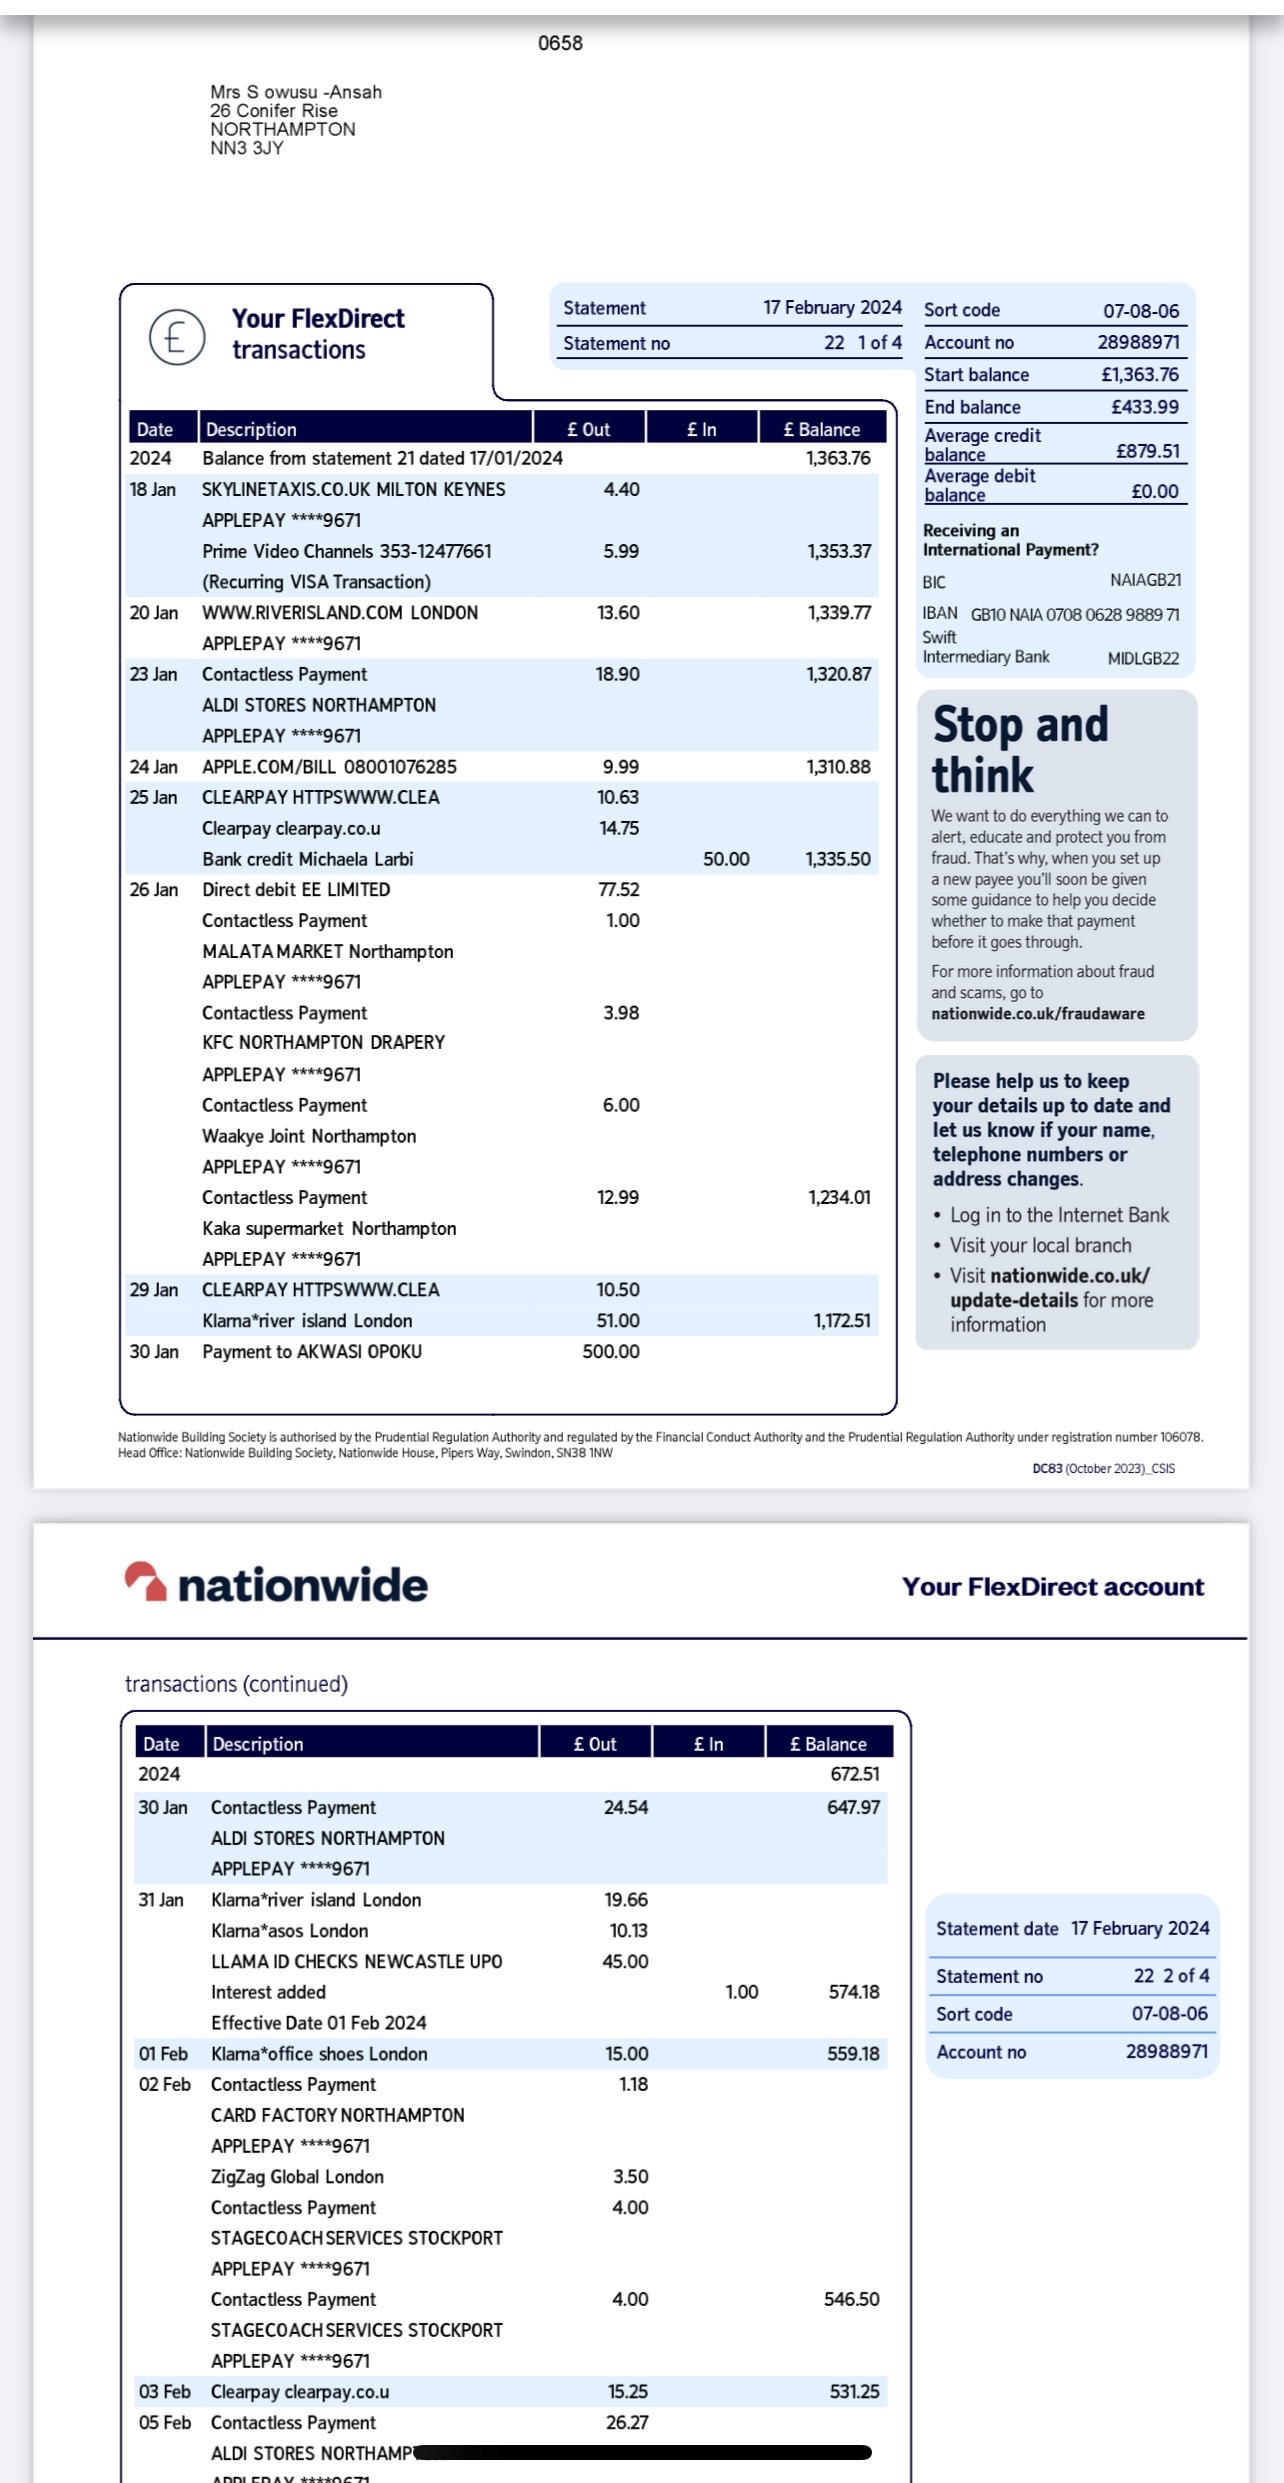 0658
Mrs S owusu -Ansah
26 Conifer Rise
NORTHAMPTON
NN3 3JY
£
Your FlexDirect
transactions
Statement 17 February 2024
Statement no 22 1 of 4
Sort code 07-08-06
Account no 28988971
Start balance £1,363.76
End balance £433.99
Average credit
balance £879.51
Average debit
balance £0.00
Receiving an
International Payment?
BIC NAIAGB21
IBAN GB10 NAIA 0708 0628 9889 71
Swift
Intermediary Bank MIDLGB22
Date Description £ Out £ In £ Balance
2024 Balance from statement 21 dated 17/01/2024 1,363.76
18 Jan SKYLINETAXIS.CO.UK MILTON KEYNES 4.40
APPLEPAY ****9671
Prime Video Channels 353-12477661 5.99 1,353.37
(Recurring VISA Transaction)
20 Jan WWW.RIVERISLAND.COM LONDON 13.60 1,339.77
APPLEPAY ****9671
23 Jan Contactless Payment 18.90 1,320.87
ALDI STORES NORTHAMPTON
APPLEPAY ****9671
24 Jan APPLE.COM/BILL 08001076285 9.99 1,310.88
25 Jan CLEARPAY HTTPSWWW.CLEA 10.63
Clearpay clearpay.co.u 14.75
Bank credit Michaela Larbi 50.00 1,335.50
26 Jan Direct debit EE LIMITED 77.52
Contactless Payment 1.00
MALATA MARKET Northampton
APPLEPAY ****9671
Contactless Payment 3.98
KFC NORTHAMPTON DRAPERY
APPLEPAY ****9671
Contactless Payment 6.00
Waakye Joint Northampton
APPLEPAY ****9671
Contactless Payment 12.99 1,234.01
Kaka supermarket Northampton
APPLEPAY ****9671
29 Jan CLEARPAY HTTPSWWW.CLEA 10.50
Klarna*river island London 51.00 1,172.51
30 Jan Payment to AKWASI OPOKU 500.00
Stop and
think
We want to do everything we can to
alert, educate and protect you from
fraud. That's why, when you set up
a new payee you'll soon be given
some guidance to help you decide
whether to make that payment
before it goes through.
For more information about fraud
and scams, go to
nationwide.co.uk/fraudaware
Please help us to keep
your details up to date and
let us know if your name,
telephone numbers or
address changes.
• Log in to the Internet Bank
• Visit your local branch
• Visit nationwide.co.uk/
update-details for more
information
Nationwide Building Society is authorised by the Prudential Regulation Authority and regulated by the Financial Conduct Authority and the Prudential Regulation Authority under registration number 106078.
Head Office: Nationwide Building Society, Nationwide House, Pipers Way, Swindon, SN38 1NW
DC83 (October 2023)_CSIS
nationwide
Your FlexDirect account
transactions (continued)
Date Description £ Out £ In £ Balance
2024 672.51
30 Jan Contactless Payment 24.54 647.97
ALDI STORES NORTHAMPTON
APPLEPAY ****9671
31 Jan Klarna*river island London 19.66
Klarna*asos London 10.13
LLAMA ID CHECKS NEWCASTLE UPO 45.00
Interest added 1.00 574.18
Effective Date 01 Feb 2024
01 Feb Klarna*office shoes London 15.00 559.18
02 Feb Contactless Payment 1.18
CARD FACTORY NORTHAMPTON
APPLEPAY ****9671
ZigZag Global London 3.50
Contactless Payment 4.00
STAGECOACH SERVICES STOCKPORT
APPLEPAY ****9671
Contactless Payment 4.00 546.50
STAGECOACH SERVICES STOCKPORT
APPLEPAY ****9671
03 Feb Clearpay clearpay.co.u 15.25 531.25
05 Feb Contactless Payment 26.27
ALDI STORES NORTHAMP
APPLEPAY ****9671
Statement date 17 February 2024
Statement no 22 2 of 4
Sort code 07-08-06
Account no 28988971